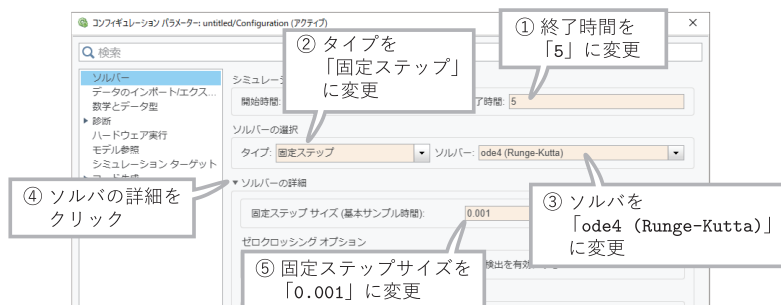 コンフィギュレーション パラメーター: untitled/Configuration (アクティブ)
×
検索
① 終了時間を
「5」に変更
② タイプを
「固定ステップ」
に変更
ソルバー
データのインポート/エクス...
数学とデータ型
診断
ハードウェア実行
モデル参照
シミュレーション ターゲット
開始時間:
了時間: 5
ソルバーの選択
タイプ: 固定ステップ ソルバー: ode4 (Runge-Kutta)
④ ソルバの詳細を
クリック
ソルバーの詳細
固定ステップ サイズ (基本サンプル時間): 0.001
③ ソルバを
「ode4 (Runge-Kutta)」
に変更
ゼロクロッシング オプション
⑤ 固定ステップサイズを
「0.001」に変更
検出を有効